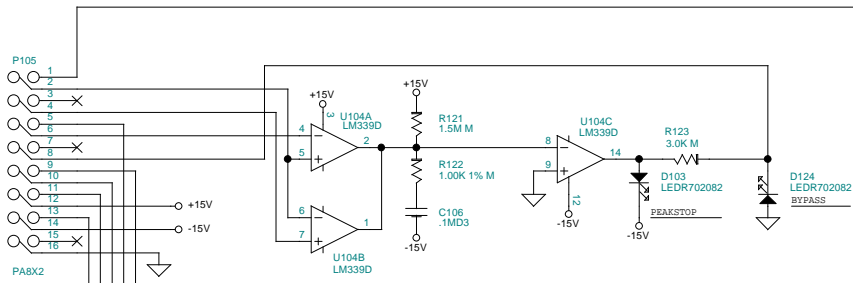 P105
1
2
3
4
5
6
7
8
9
10
11
12
13
14
15
16
PA8X2
+15V
-15V
+15V
3
U104A
LM339D
4
5
2
6
7
1
U104B
LM339D
+15V
R121
1.5M M
R122
1.00K 1% M
C106
.1MD3
-15V
U104C
LM339D
8
9
14
12
-15V
R123
3.0K M
D103
LEDR702082
PEAKSTOP
-15V
D124
LEDR702082
BYPASS